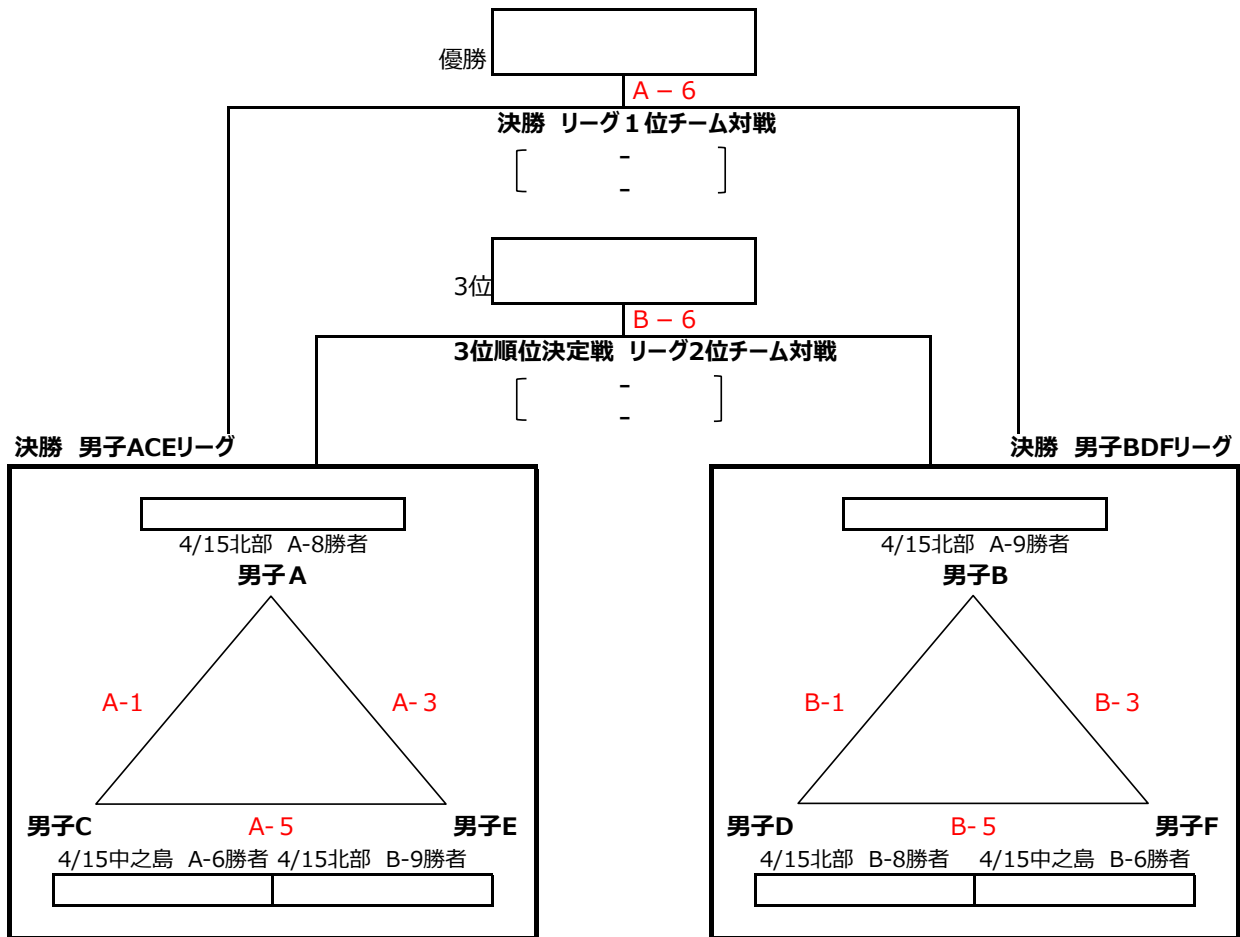 優勝
A－6
決勝 リーグ１位チーム対戦
-
-
3位
B－6
3位順位決定戦 リーグ2位チーム対戦
-
-
決勝 男子ACEリーグ
決勝 男子BDFリーグ
4/15北部 A-8勝者
4/15北部 A-9勝者
男子A
男子B
A-1
A-3
B-1
B-3
男子C
A-5
男子E
男子D
B-5
男子F
4/15中之島 A-6勝者
4/15北部 B-9勝者
4/15北部 B-8勝者
4/15中之島 B-6勝者